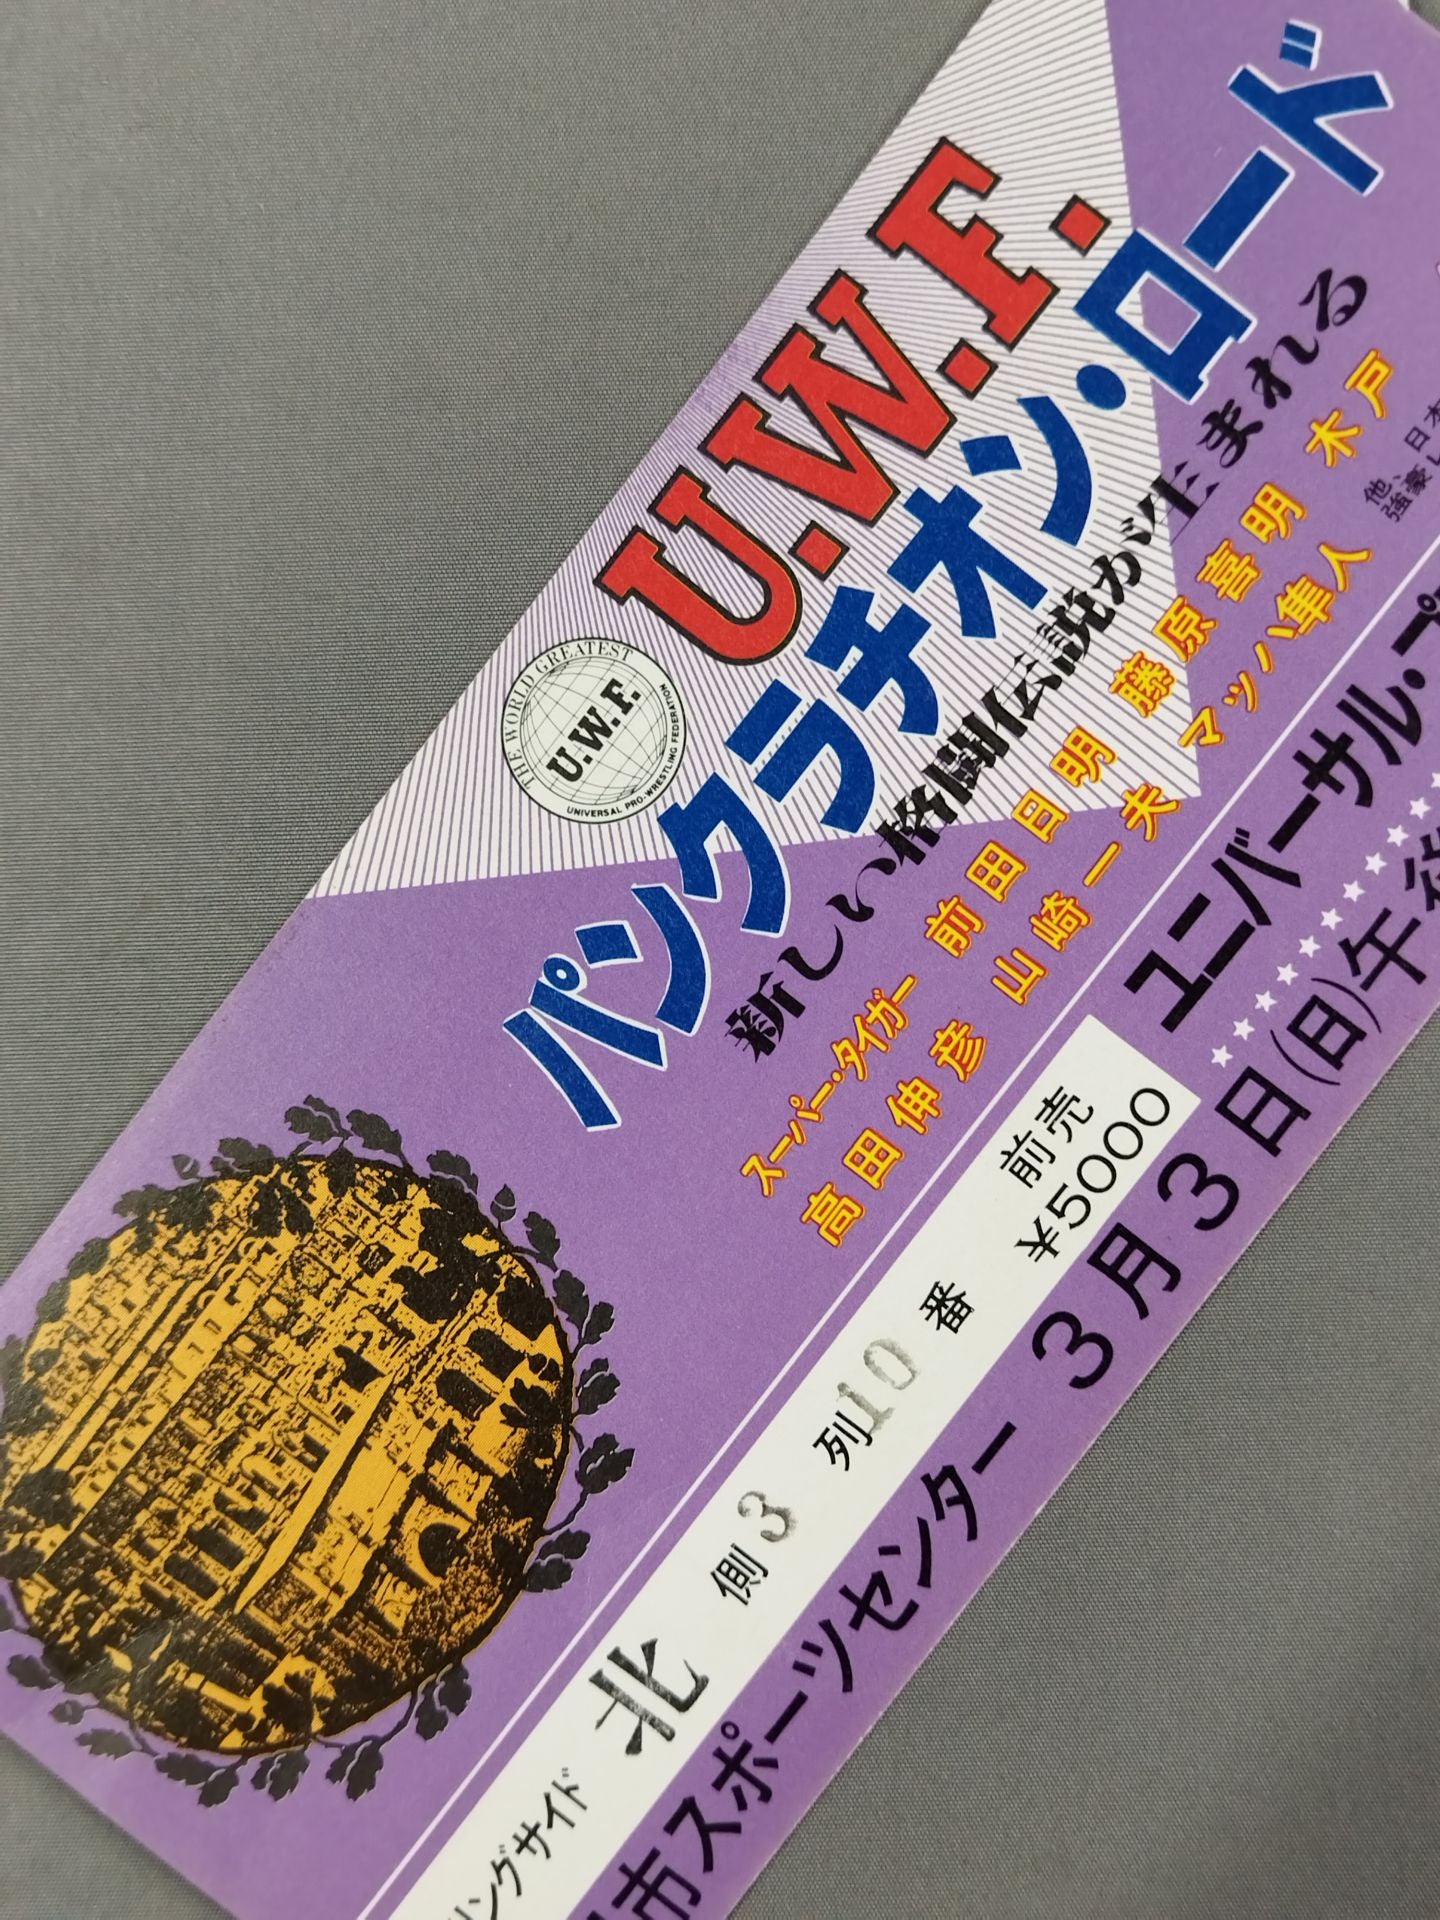 U.W.F.
パンクラチオン・ロード
新しい格闘伝説が生まれる
THE WORLD GREATEST
U.W.F.
UNIVERSAL PRO-WRESTLING FEDERATION
スーパー・タイガー 前田日明 藤原喜明 木戸
高田伸彦 山崎一夫 マッハ隼人
日本
他、強豪
ユニバーサル・プ
ングサイド 北 側 3 列 10 番 前売 ¥5000
市スポーツセンター 3月3日(日)午後